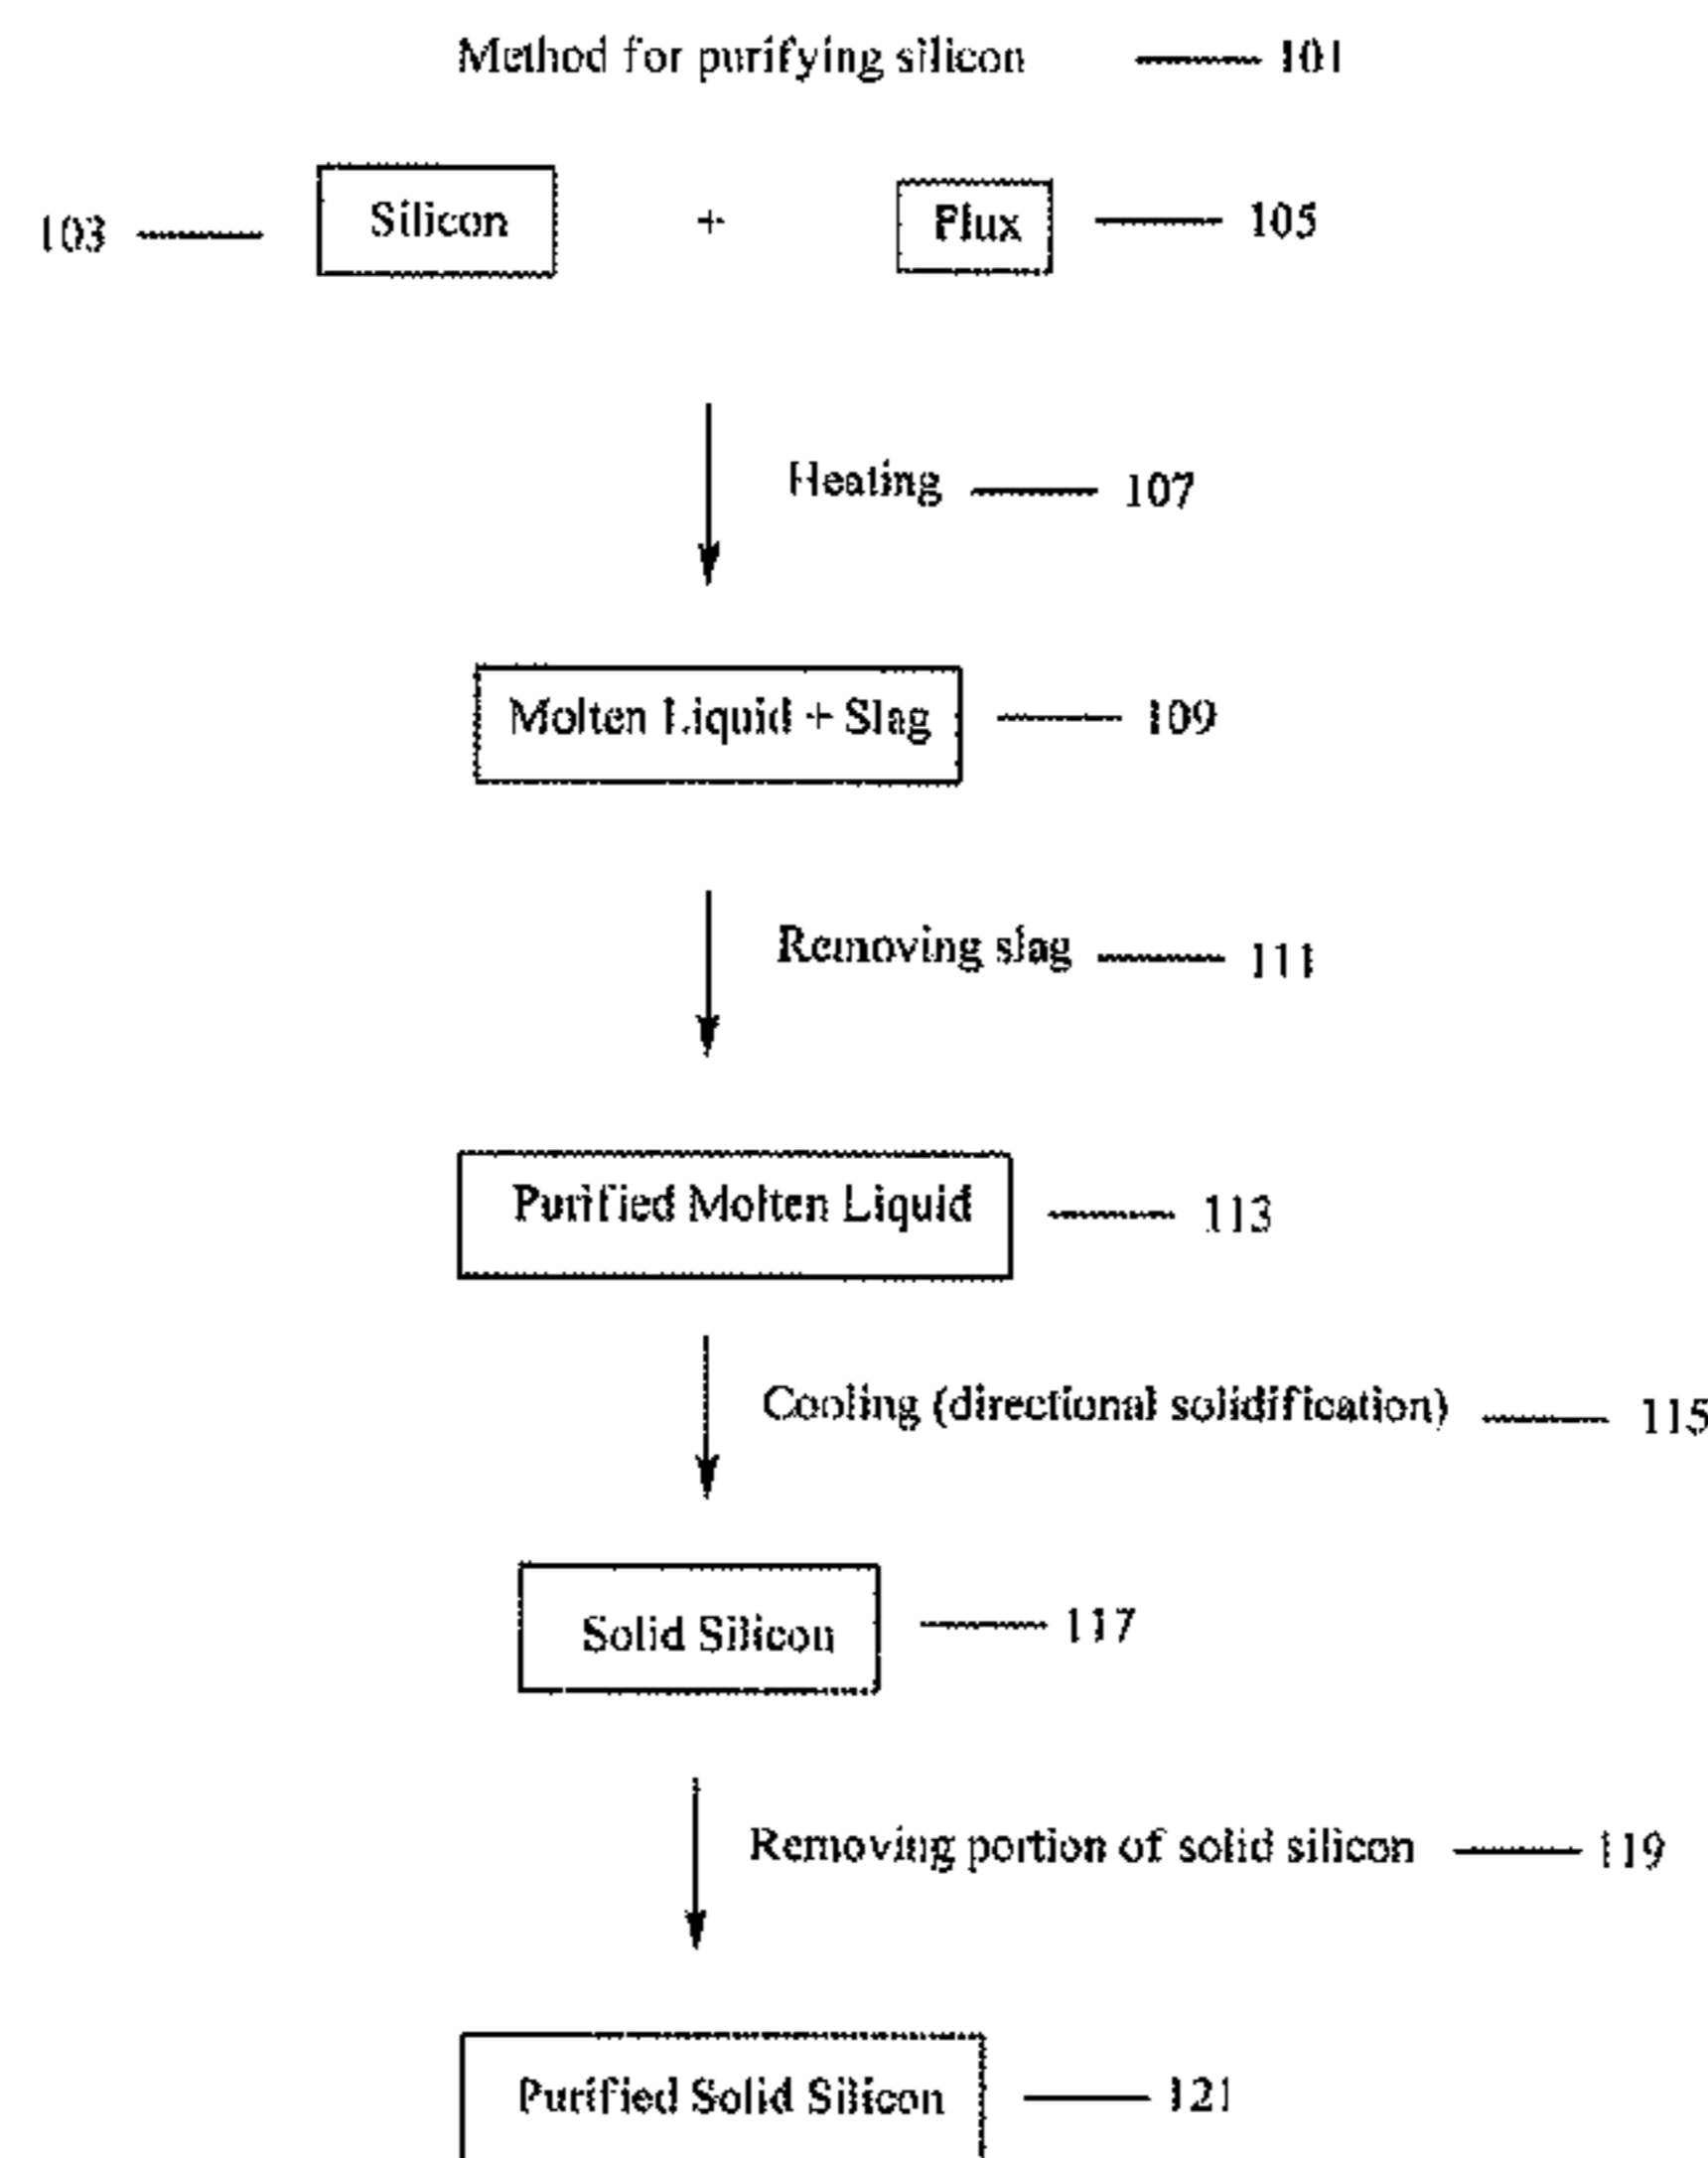 Method for purifying silicon 101
103 Silicon + Flux 105
Heating 107
Molten Liquid + Slag 109
Removing slag 111
Purified Molten Liquid 113
Cooling (directional solidification) 115
Solid Silicon 117
Removing portion of solid silicon 119
Purified Solid Silicon 121